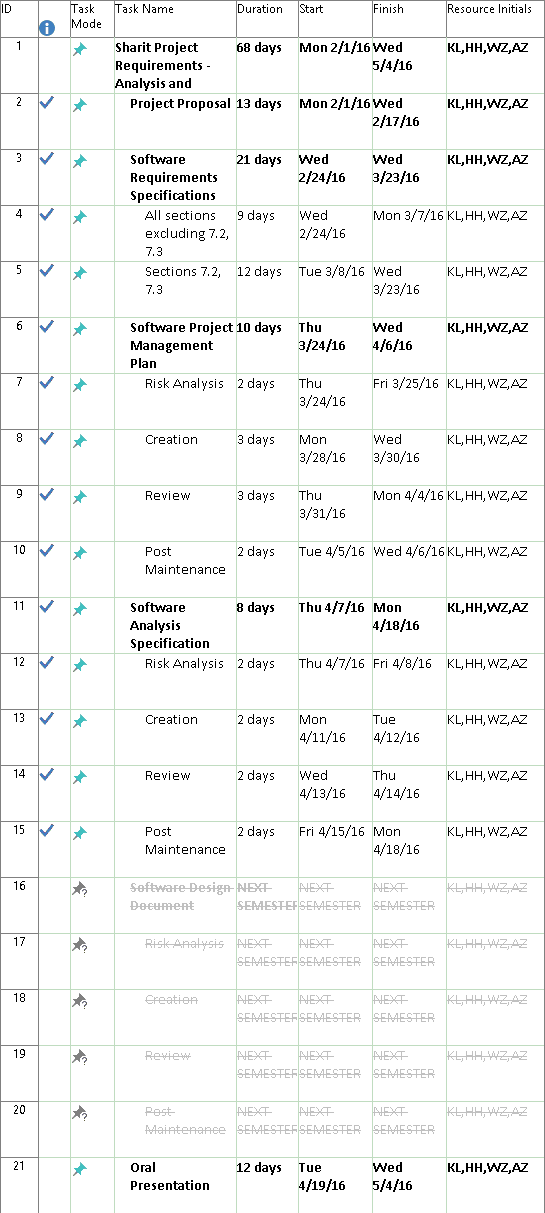 ID Task Mode Task Name Duration Start Finish Resource Initials
1 Sharit Project Requirements - Analysis and 68 days Mon 2/1/16 Wed 5/4/16 KL,HH,WZ,AZ
2 Project Proposal 13 days Mon 2/1/16 Wed 2/17/16 KL,HH,WZ,AZ
3 Software Requirements Specifications 21 days Wed 2/24/16 Wed 3/23/16 KL,HH,WZ,AZ
4 All sections excluding 7.2, 7.3 9 days Wed 2/24/16 Mon 3/7/16 KL,HH,WZ,AZ
5 Sections 7.2, 7.3 12 days Tue 3/8/16 Wed 3/23/16 KL,HH,WZ,AZ
6 Software Project Management Plan 10 days Thu 3/24/16 Wed 4/6/16 KL,HH,WZ,AZ
7 Risk Analysis 2 days Thu 3/24/16 Fri 3/25/16 KL,HH,WZ,AZ
8 Creation 3 days Mon 3/28/16 Wed 3/30/16 KL,HH,WZ,AZ
9 Review 3 days Thu 3/31/16 Mon 4/4/16 KL,HH,WZ,AZ
10 Post Maintenance 2 days Tue 4/5/16 Wed 4/6/16 KL,HH,WZ,AZ
11 Software Analysis Specification 8 days Thu 4/7/16 Mon 4/18/16 KL,HH,WZ,AZ
12 Risk Analysis 2 days Thu 4/7/16 Fri 4/8/16 KL,HH,WZ,AZ
13 Creation 2 days Mon 4/11/16 Tue 4/12/16 KL,HH,WZ,AZ
14 Review 2 days Wed 4/13/16 Thu 4/14/16 KL,HH,WZ,AZ
15 Post Maintenance 2 days Fri 4/15/16 Mon 4/18/16 KL,HH,WZ,AZ
16 Software Design Document NEXT SEMESTER NEXT SEMESTER NEXT SEMESTER KL,HH,WZ,AZ
17 Risk Analysis NEXT SEMESTER NEXT SEMESTER NEXT SEMESTER KL,HH,WZ,AZ
18 Creation NEXT SEMESTER NEXT SEMESTER NEXT SEMESTER KL,HH,WZ,AZ
19 Review NEXT SEMESTER NEXT SEMESTER NEXT SEMESTER KL,HH,WZ,AZ
20 Post Maintenance NEXT SEMESTER NEXT SEMESTER NEXT SEMESTER KL,HH,WZ,AZ
21 Oral Presentation 12 days Tue 4/19/16 Wed 5/4/16 KL,HH,WZ,AZ